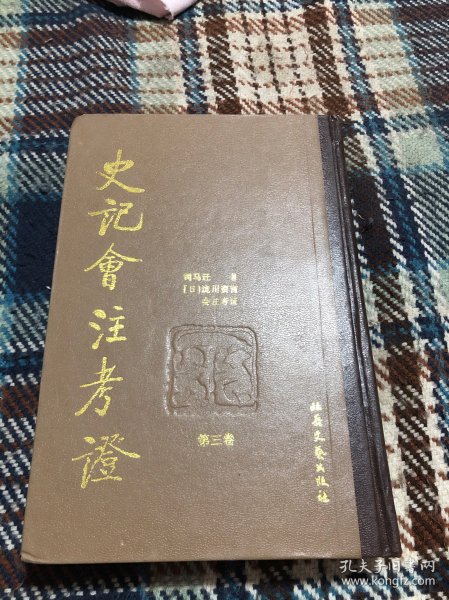 史記會注考證
司马迁 著
[日]泷川资言
会注考证
第三卷
北岳文艺出版社
孔夫子旧书网
www.kongfz.com